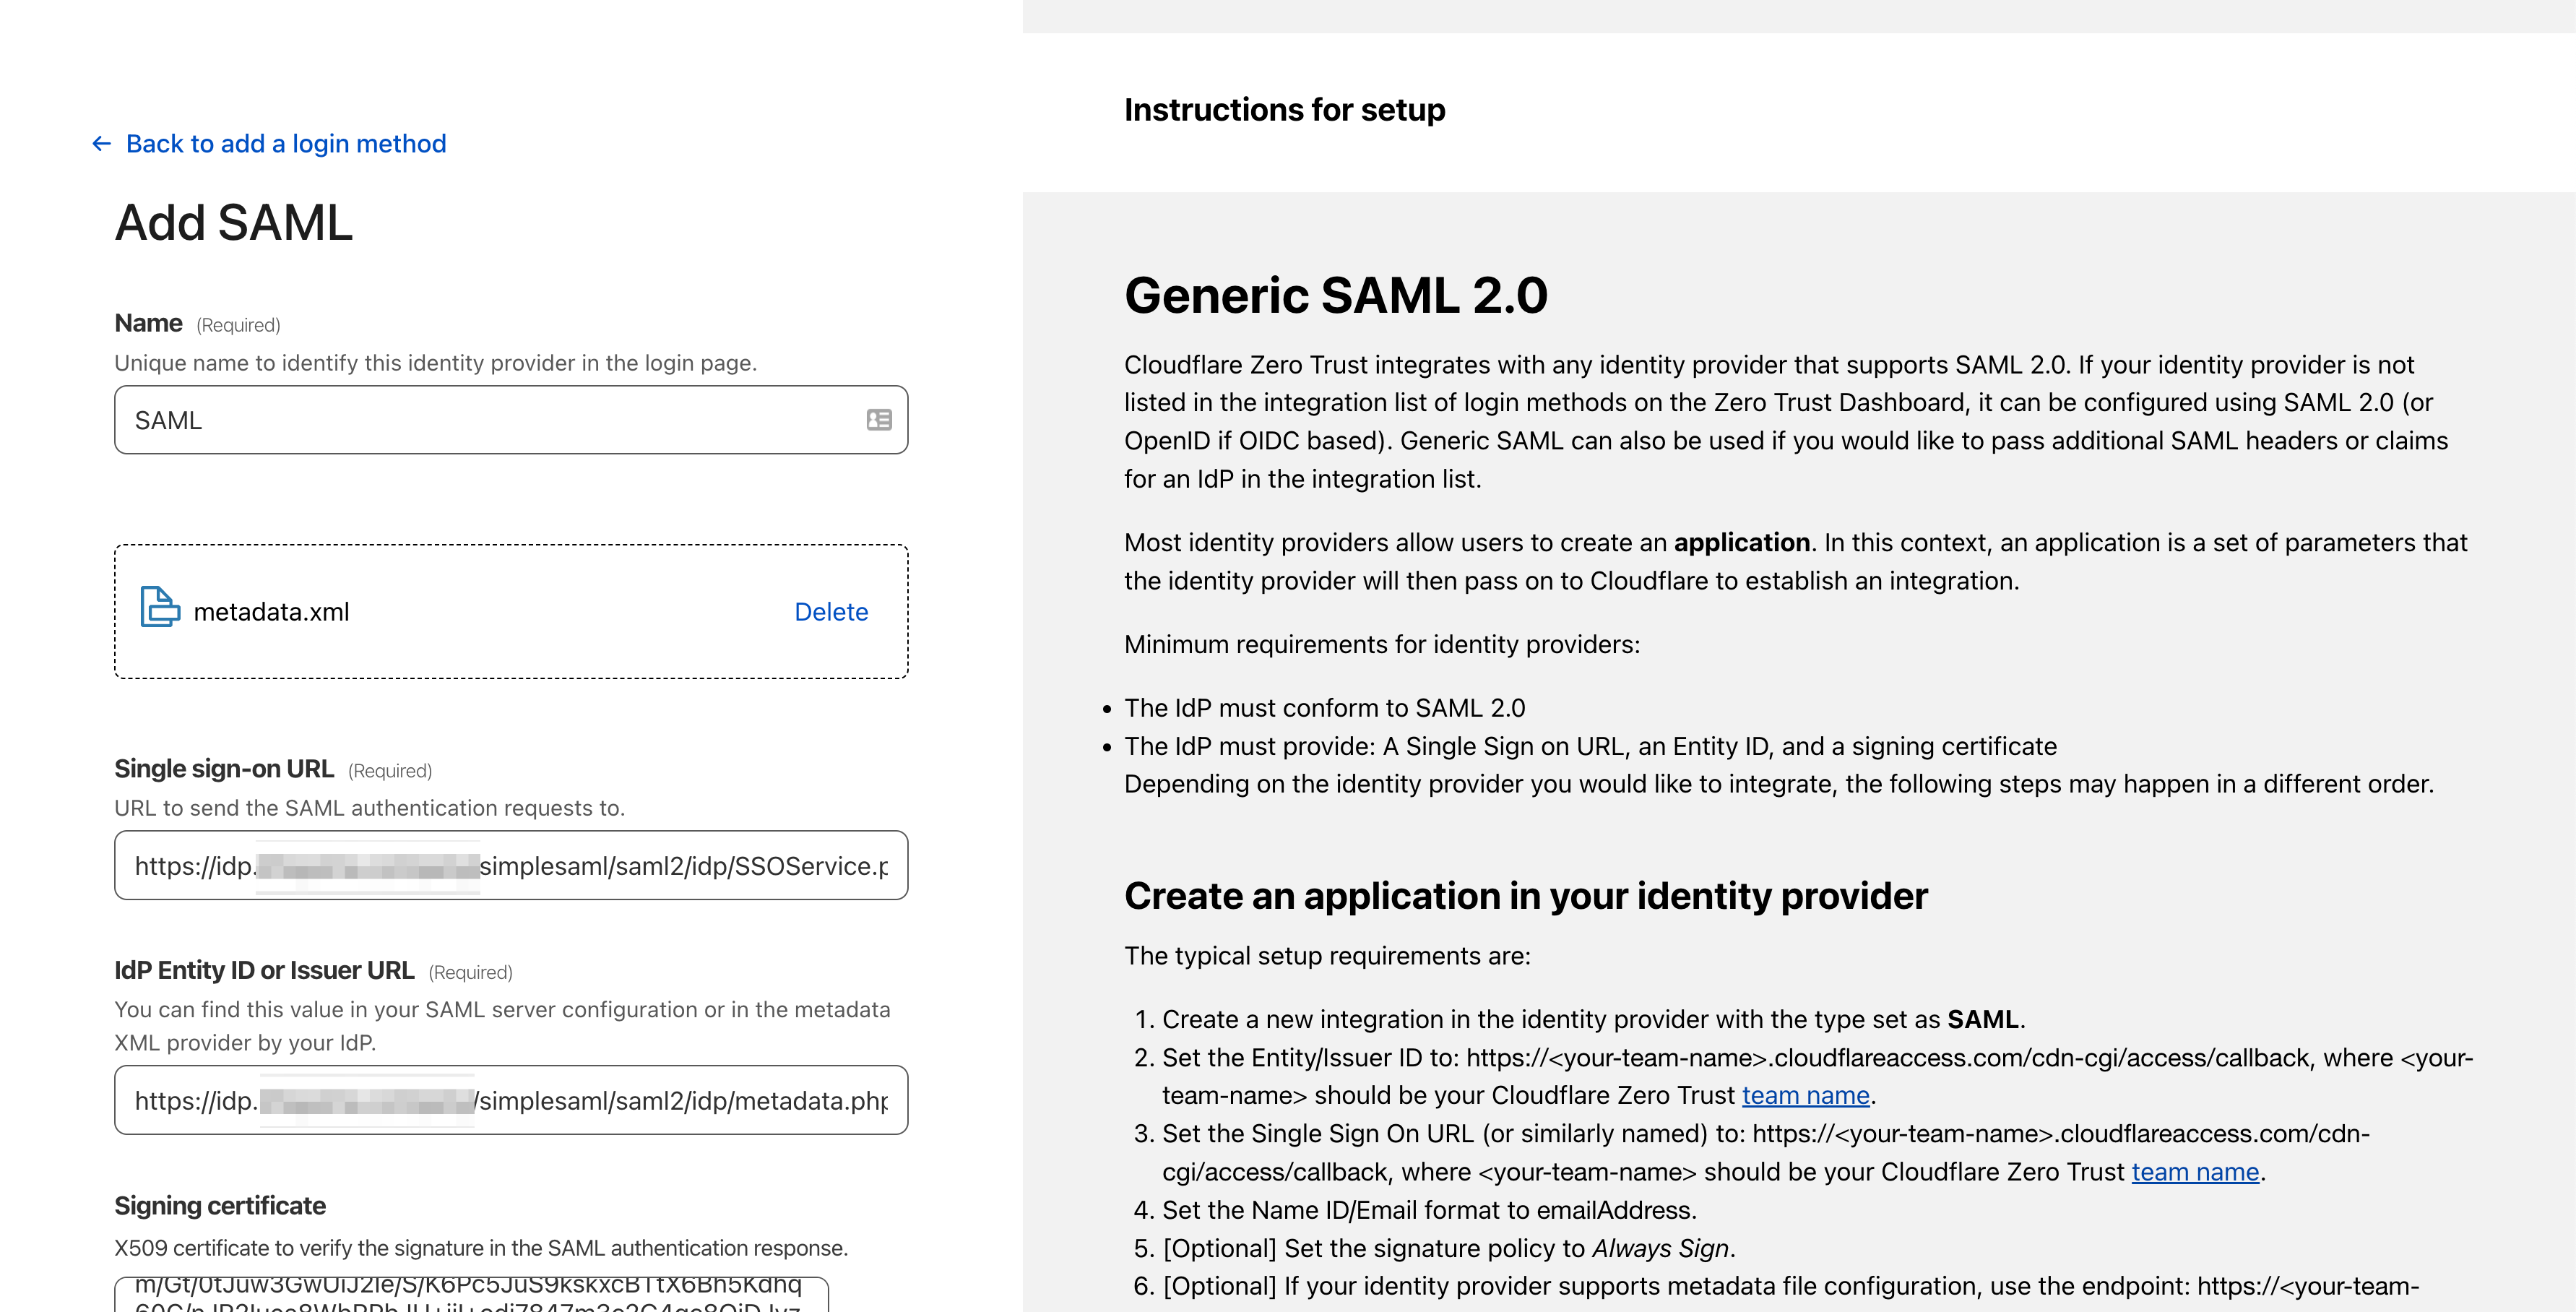 ← Back to add a login method
Add SAML
Name (Required)
Unique name to identify this identity provider in the login page.
SAML
metadata.xml Delete
Single sign-on URL (Required)
URL to send the SAML authentication requests to.
https://idp. simplesaml/saml2/idp/SSOService.p
IdP Entity ID or Issuer URL (Required)
You can find this value in your SAML server configuration or in the metadata
XML provider by your IdP.
https://idp. /simplesaml/saml2/idp/metadata.php
Signing certificate
X509 certificate to verify the signature in the SAML authentication response.
Instructions for setup
Generic SAML 2.0
Cloudflare Zero Trust integrates with any identity provider that supports SAML 2.0. If your identity provider is not
listed in the integration list of login methods on the Zero Trust Dashboard, it can be configured using SAML 2.0 (or
OpenID if OIDC based). Generic SAML can also be used if you would like to pass additional SAML headers or claims
for an IdP in the integration list.
Most identity providers allow users to create an application. In this context, an application is a set of parameters that
the identity provider will then pass on to Cloudflare to establish an integration.
Minimum requirements for identity providers:
• The IdP must conform to SAML 2.0
• The IdP must provide: A Single Sign on URL, an Entity ID, and a signing certificate
Depending on the identity provider you would like to integrate, the following steps may happen in a different order.
Create an application in your identity provider
The typical setup requirements are:
1. Create a new integration in the identity provider with the type set as SAML.
2. Set the Entity/Issuer ID to: https://<your-team-name>.cloudflareaccess.com/cdn-cgi/access/callback, where <your-
team-name> should be your Cloudflare Zero Trust team name.
3. Set the Single Sign On URL (or similarly named) to: https://<your-team-name>.cloudflareaccess.com/cdn-
cgi/access/callback, where <your-team-name> should be your Cloudflare Zero Trust team name.
4. Set the Name ID/Email format to emailAddress.
5. [Optional] Set the signature policy to Always Sign.
6. [Optional] If your identity provider supports metadata file configuration, use the endpoint: https://<your-team-